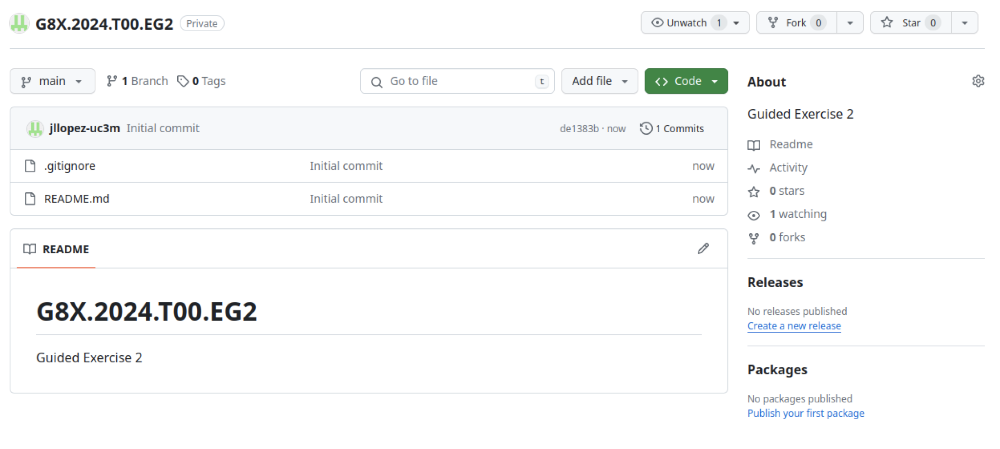 G8X.2024.T00.EG2 Private Unwatch 1 Fork 0 Star 0
main 1 Branch 0 Tags Go to file t Add file Code
jllopez-uc3m Initial commit de1383b · now 1 Commits
.gitignore Initial commit now
README.md Initial commit now
README
G8X.2024.T00.EG2
Guided Exercise 2
About
Guided Exercise 2
Readme
Activity
0 stars
1 watching
0 forks
Releases
No releases published
Create a new release
Packages
No packages published
Publish your first package